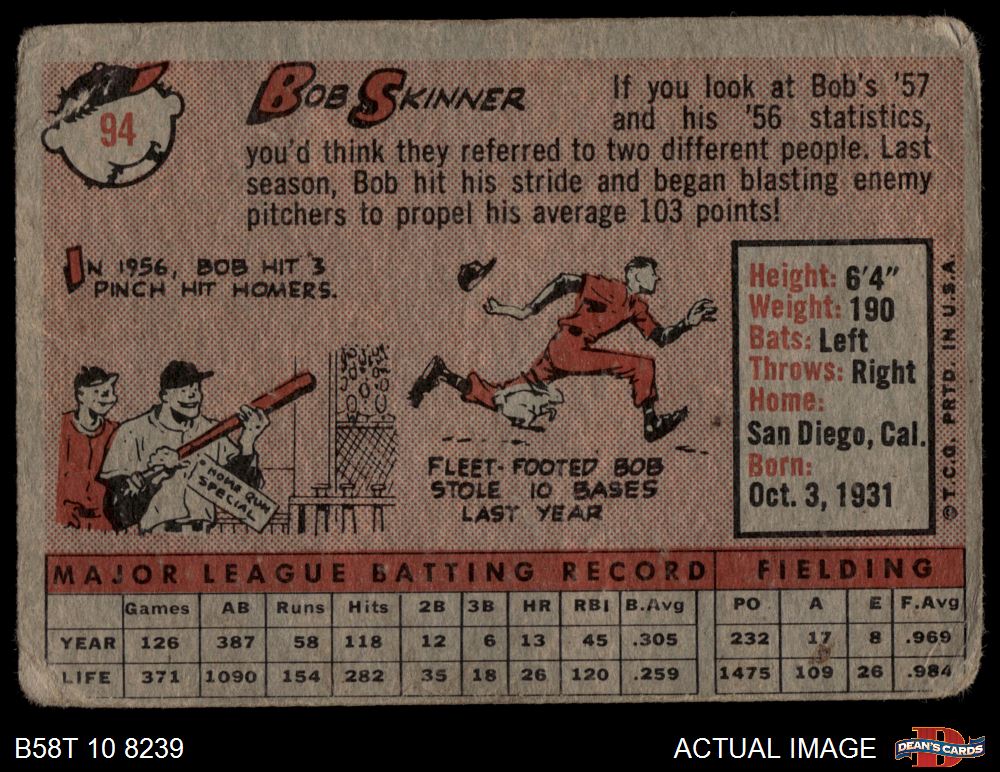 94
BOB SKINNER
If you look at Bob's '57
and his '56 statistics,
you'd think they referred to two different people. Last
season, Bob hit his stride and began blasting enemy
pitchers to propel his average 103 points!
IN 1956, BOB HIT 3
PINCH HIT HOMERS.
HOME RUN
SPECIAL
FLEET-FOOTED BOB
STOLE 10 BASES
LAST YEAR
Height: 6'4"
Weight: 190
Bats: Left
Throws: Right
Home:
San Diego, Cal.
Born:
Oct. 3, 1931
© T.C.G. PRTD. IN U.S.A.
MAJOR LEAGUE BATTING RECORD FIELDING
Games AB Runs Hits 2B 3B HR RBI B.Avg PO A E F.Avg
YEAR 126 387 58 118 12 6 13 45 .305 232 17 8 .969
LIFE 371 1090 154 282 35 18 26 120 .259 1475 109 26 .984
B58T 10 8239
ACTUAL IMAGE
D
DEAN'S CARDS